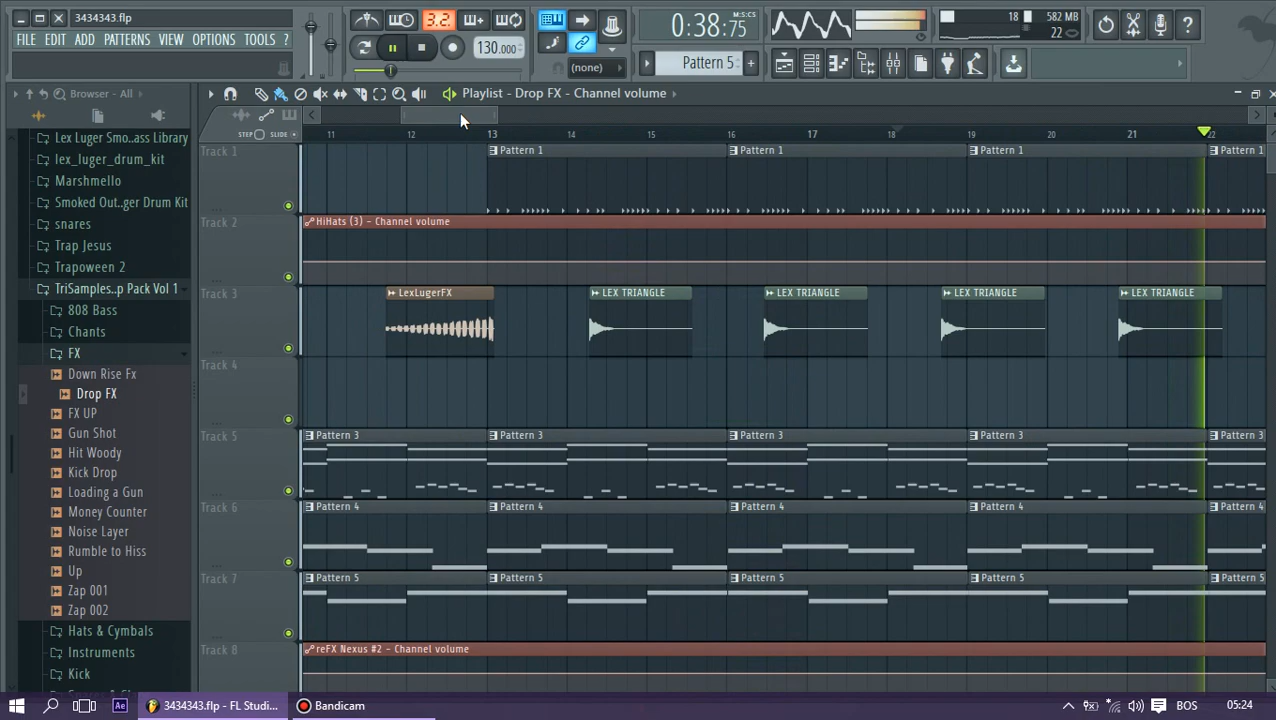 3434343.flp
FILE EDIT ADD PATTERNS VIEW OPTIONS TOOLS ?
3.2.
130.000
(none)
0:38:75
M:S:CS
Pattern 5
18
582 MB
22
Browser - All
Playlist - Drop FX - Channel volume
STEP SLIDE
11 12 13 14 15 16 17 18 19 20 21 22
Lex Luger Smo...ass Library
lex_luger_drum_kit
Marshmello
Smoked Out..ger Drum Kit
snares
Trap Jesus
Trapoween 2
TriSamples..p Pack Vol 1
808 Bass
Chants
FX
Down Rise Fx
Drop FX
FX UP
Gun Shot
Hit Woody
Kick Drop
Loading a Gun
Money Counter
Noise Layer
Rumble to Hiss
Up
Zap 001
Zap 002
Hats & Cymbals
Instruments
Kick
Track 1
Pattern 1 Pattern 1 Pattern 1 Pattern 1
Track 2
HiHats (3) - Channel volume
Track 3
LexLugerFX LEX TRIANGLE LEX TRIANGLE LEX TRIANGLE LEX TRIANGLE
Track 4
Track 5
Pattern 3 Pattern 3 Pattern 3 Pattern 3 Pattern 3
Track 6
Pattern 4 Pattern 4 Pattern 4 Pattern 4 Pattern 4
Track 7
Pattern 5 Pattern 5 Pattern 5 Pattern 5 Pattern 5
Track 8
reFX Nexus #2 - Channel volume
Ae
3434343.flp - FL Studi...
Bandicam
BOS
05:24